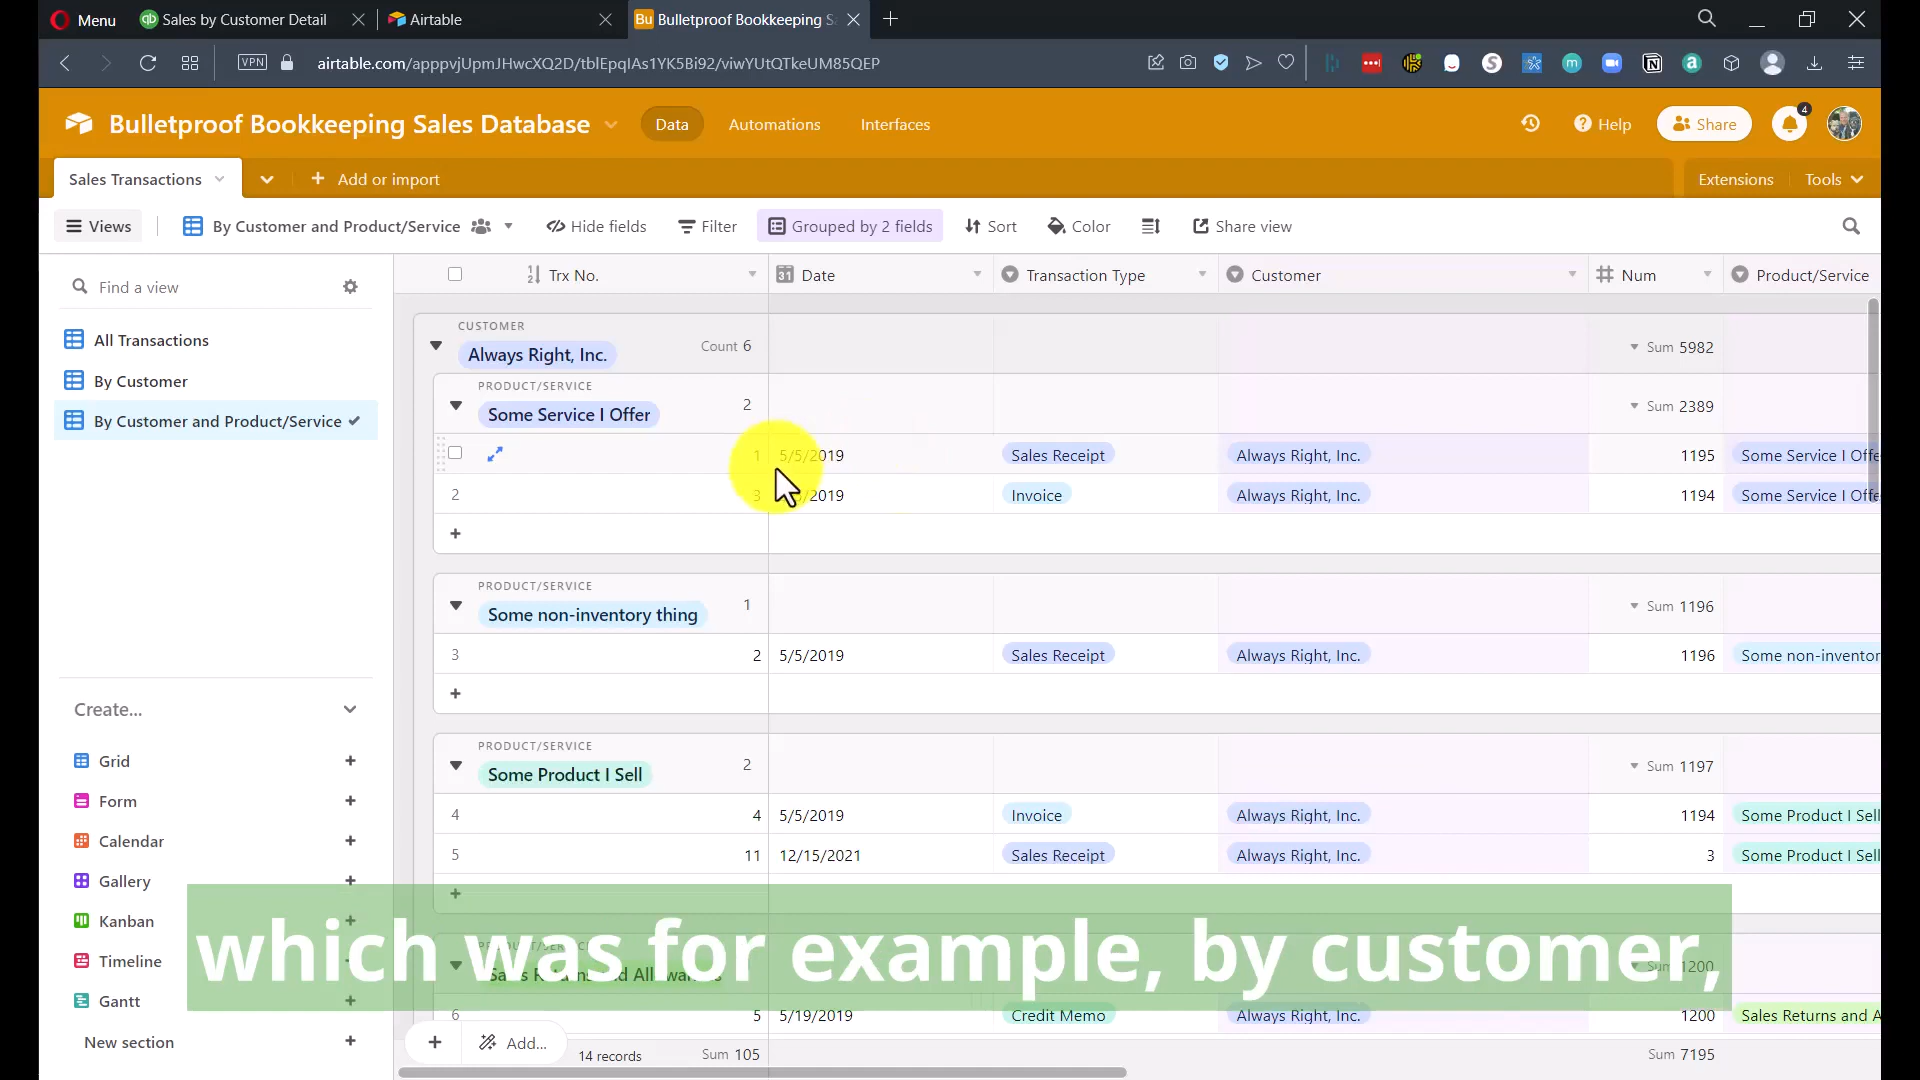 Menu
Sales by Customer Detail
Airtable
Bu Bulletproof Bookkeeping S
VPN
airtable.com/apppvjUpmJHwcXQ2D/tblEpqIAs1YK5Bi92/viwYUtQTkeUM85QEP
Bulletproof Bookkeeping Sales Database
Data
Automations
Interfaces
Help
Share
4
Sales Transactions
Add or import
Extensions
Tools
Views
By Customer and Product/Service
Hide fields
Filter
Grouped by 2 fields
Sort
Color
Share view
Find a view
All Transactions
By Customer
By Customer and Product/Service
Create...
Grid
Form
Calendar
Gallery
Kanban
Timeline
Gantt
New section
Trx No. Date Transaction Type Customer Num Product/Service
CUSTOMER
Always Right, Inc. Count 6 Sum 5982
PRODUCT/SERVICE
Some Service I Offer 2 Sum 2389
1 5/5/2019 Sales Receipt Always Right, Inc. 1195 Some Service I Offe
2 3 /2019 Invoice Always Right, Inc. 1194 Some Service I Offe
PRODUCT/SERVICE
Some non-inventory thing 1 Sum 1196
3 2 5/5/2019 Sales Receipt Always Right, Inc. 1196 Some non-inventor
PRODUCT/SERVICE
Some Product I Sell 2 Sum 1197
4 4 5/5/2019 Invoice Always Right, Inc. 1194 Some Product I Sell
5 11 12/15/2021 Sales Receipt Always Right, Inc. 3 Some Product I Sell
which was for example, by customer,
Sum 1200
6 5 5/19/2019 Credit Memo Always Right, Inc. 1200 Sales Returns and A
Add... 14 records Sum 105 Sum 7195